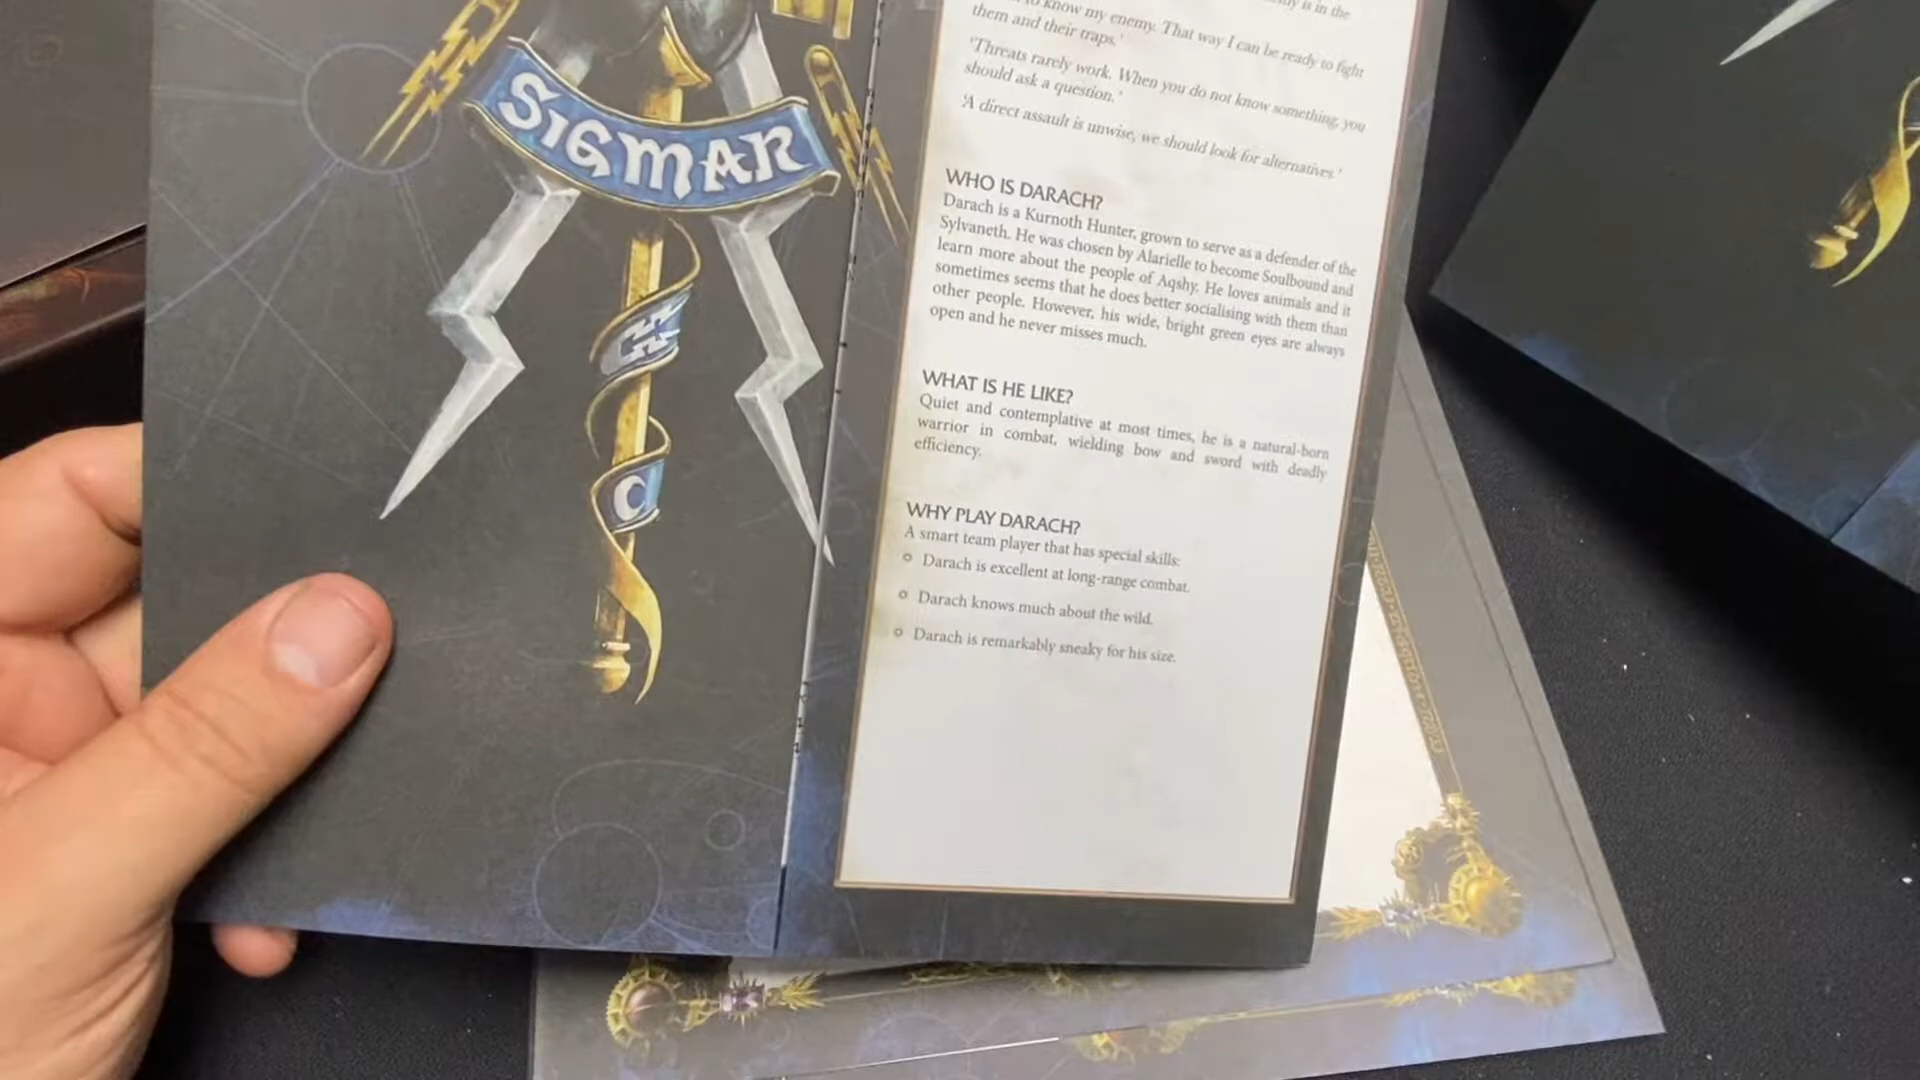 SIGMAR
is in the
to know my enemy. That way I can be ready to fight
them and their traps.'
'Threats rarely work. When you do not know something, you
should ask a question.'
'A direct assault is unwise, we should look for alternatives.'
WHO IS DARACH?
Darach is a Kurnoth Hunter, grown to serve as a defender of the
Sylvaneth. He was chosen by Alarielle to become Soulbound and
learn more about the people of Aqshy. He loves animals and it
sometimes seems that he does better socialising with them than
other people. However, his wide, bright green eyes are always
open and he never misses much.
WHAT IS HE LIKE?
Quiet and contemplative at most times, he is a natural-born
warrior in combat, wielding bow and sword with deadly
efficiency.
WHY PLAY DARACH?
A smart team player that has special skills:
Darach is excellent at long-range combat.
Darach knows much about the wild.
Darach is remarkably sneaky for his size.